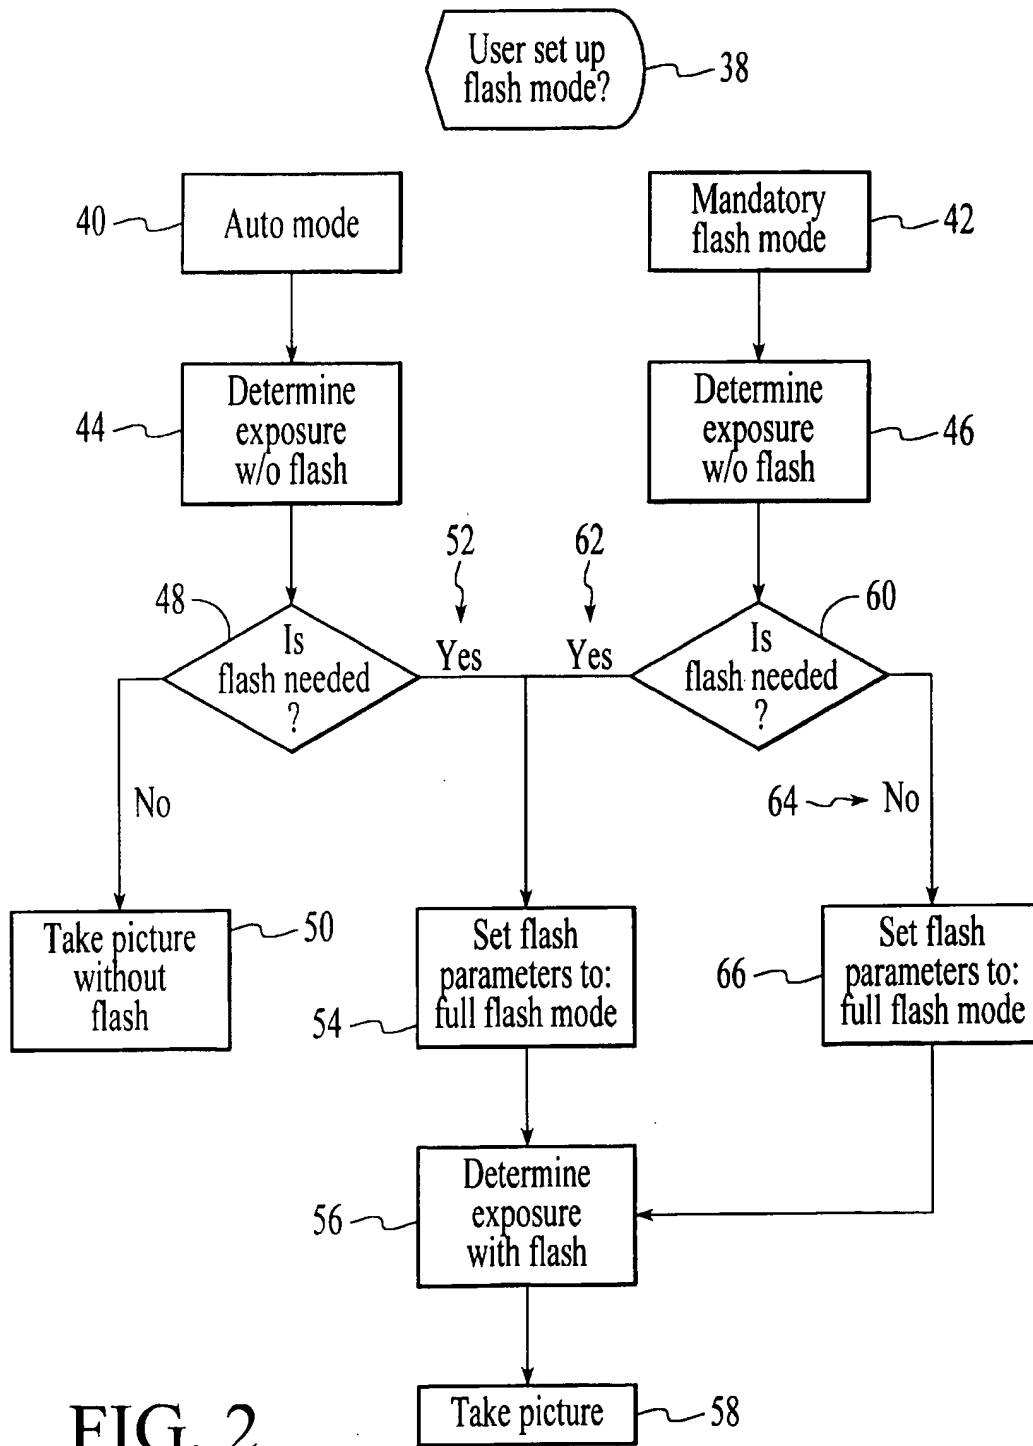 User set up
flash mode?
38
40
Auto mode
Mandatory
flash mode
42
44
Determine
exposure
w/o flash
Determine
exposure
w/o flash
46
52
62
48
Is
flash needed
?
Yes
Yes
60
Is
flash needed
?
No
64
No
Take picture
without
flash
50
Set flash
parameters to:
full flash mode
54
66
Set flash
parameters to:
full flash mode
56
Determine
exposure
with flash
Take picture
58
FIG. 2